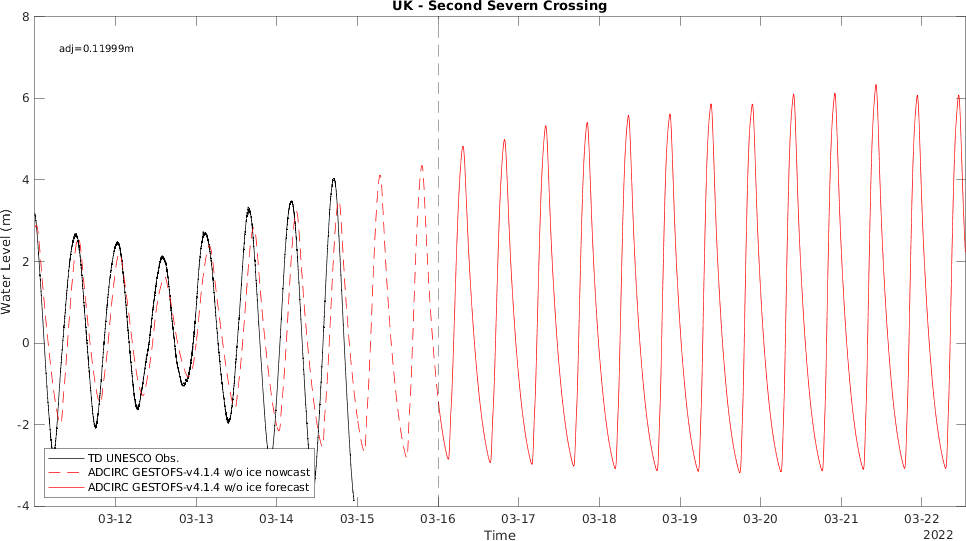 UK - Second Severn Crossing
8
adj=0.11999m
6
4
2
0
-2
-4
Water Level (m)
TD UNESCO Obs.
ADCIRC GESTOFS-v4.1.4 w/o ice nowcast
ADCIRC GESTOFS-v4.1.4 w/o ice forecast
03-12 03-13 03-14 03-15 03-16 03-17 03-18 03-19 03-20 03-21 03-22
Time
2022